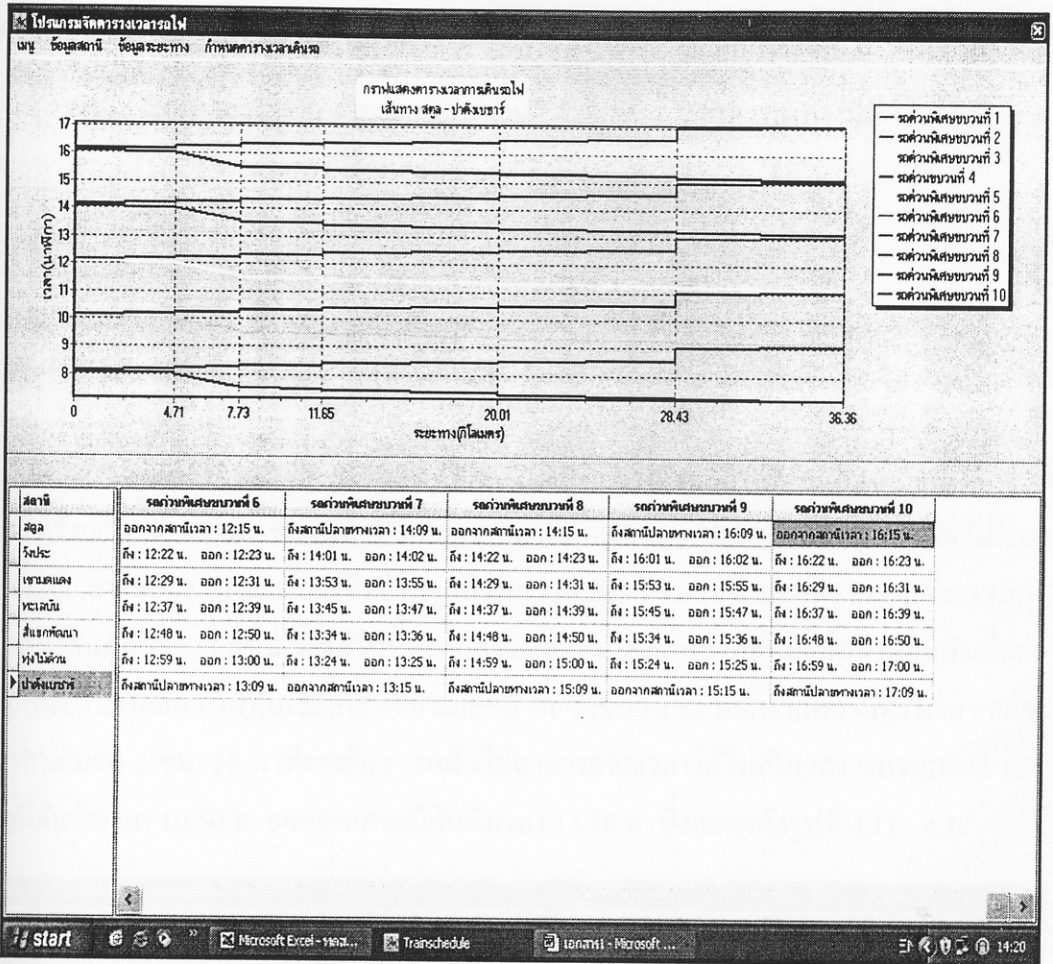 โปรแกรมจัดตารางเวลารถไฟ
เมนู ข้อมูลสถานี ข้อมูลระยะทาง กำหนดตารางเวลาเดินรถ
กราฟแสดงตารางเวลาการเดินรถไฟ
เส้นทาง สตูล - ปาดังเบซาร์
17
16
15
14
13
12
11
10
9
8
เวลา(นาฬิกา)
0 4.71 7.73 11.65 20.01 28.43 36.36
ระยะทาง(กิโลเมตร)
รถด่วนพิเศษขบวนที่ 1
รถด่วนพิเศษขบวนที่ 2
รถด่วนพิเศษขบวนที่ 3
รถด่วนขบวนที่ 4
รถด่วนพิเศษขบวนที่ 5
รถด่วนพิเศษขบวนที่ 6
รถด่วนพิเศษขบวนที่ 7
รถด่วนพิเศษขบวนที่ 8
รถด่วนพิเศษขบวนที่ 9
รถด่วนพิเศษขบวนที่ 10
สถานี รถด่วนพิเศษขบวนที่ 6 รถด่วนพิเศษขบวนที่ 7 รถด่วนพิเศษขบวนที่ 8 รถด่วนพิเศษขบวนที่ 9 รถด่วนพิเศษขบวนที่ 10
สตูล ออกจากสถานีเวลา : 12:15 น. ถึงสถานีปลายทางเวลา : 14:09 น. ออกจากสถานีเวลา : 14:15 น. ถึงสถานีปลายทางเวลา : 16:09 น. ออกจากสถานีเวลา : 16:15 น.
วังประ ถึง : 12:22 น. ออก : 12:23 น. ถึง : 14:01 น. ออก : 14:02 น. ถึง : 14:22 น. ออก : 14:23 น. ถึง : 16:01 น. ออก : 16:02 น. ถึง : 16:22 น. ออก : 16:23 น.
เขามดแดง ถึง : 12:29 น. ออก : 12:31 น. ถึง : 13:53 น. ออก : 13:55 น. ถึง : 14:29 น. ออก : 14:31 น. ถึง : 15:53 น. ออก : 15:55 น. ถึง : 16:29 น. ออก : 16:31 น.
ทะเลบัน ถึง : 12:37 น. ออก : 12:39 น. ถึง : 13:45 น. ออก : 13:47 น. ถึง : 14:37 น. ออก : 14:39 น. ถึง : 15:45 น. ออก : 15:47 น. ถึง : 16:37 น. ออก : 16:39 น.
สี่แยกพัฒนา ถึง : 12:48 น. ออก : 12:50 น. ถึง : 13:34 น. ออก : 13:36 น. ถึง : 14:48 น. ออก : 14:50 น. ถึง : 15:34 น. ออก : 15:36 น. ถึง : 16:48 น. ออก : 16:50 น.
ทุ่งไม้ด้วน ถึง : 12:59 น. ออก : 13:00 น. ถึง : 13:24 น. ออก : 13:25 น. ถึง : 14:59 น. ออก : 15:00 น. ถึง : 15:24 น. ออก : 15:25 น. ถึง : 16:59 น. ออก : 17:00 น.
ปาดังเบซาร์ ถึงสถานีปลายทางเวลา : 13:09 น. ออกจากสถานีเวลา : 13:15 น. ถึงสถานีปลายทางเวลา : 15:09 น. ออกจากสถานีเวลา : 15:15 น. ถึงสถานีปลายทางเวลา : 17:09 น.
start Microsoft Excel - Trainschedule เอกสาร1 - Microsoft ... 14:20